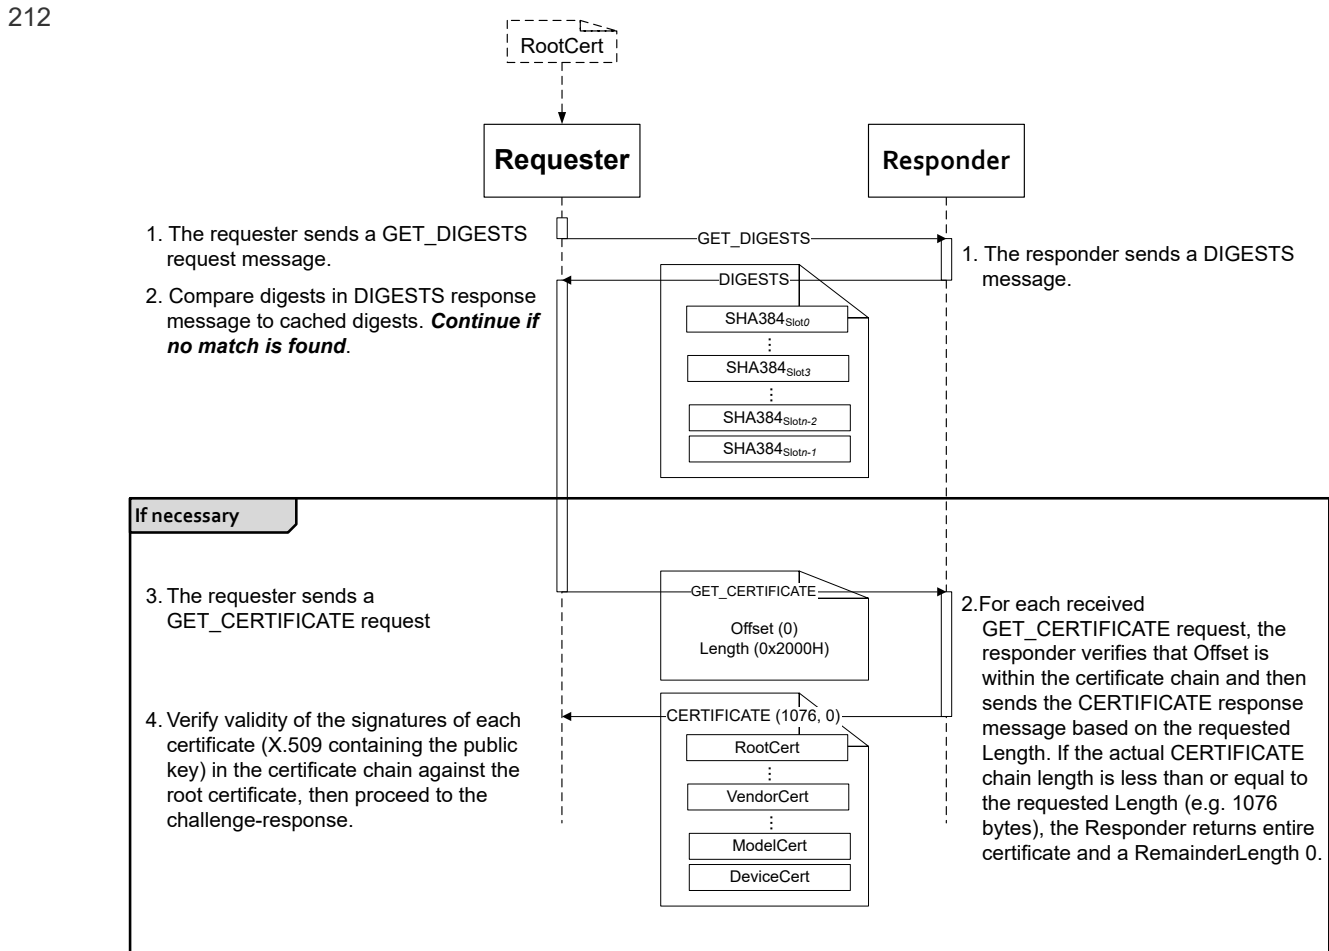 212
RootCert
Requester
Responder
1. The requester sends a GET_DIGESTS
request message.
GET_DIGESTS
1. The responder sends a DIGESTS
message.
2. Compare digests in DIGESTS response
message to cached digests. Continue if
no match is found.
DIGESTS
SHA384Slot0
⋮
SHA384Slot3
⋮
SHA384Slotn-2
SHA384Slotn-1
If necessary
3. The requester sends a
GET_CERTIFICATE request
GET_CERTIFICATE
Offset (0)
Length (0x2000H)
2.For each received
GET_CERTIFICATE request, the
responder verifies that Offset is
within the certificate chain and then
sends the CERTIFICATE response
message based on the requested
Length. If the actual CERTIFICATE
chain length is less than or equal to
the requested Length (e.g. 1076
bytes), the Responder returns entire
certificate and a RemainderLength 0.
4. Verify validity of the signatures of each
certificate (X.509 containing the public
key) in the certificate chain against the
root certificate, then proceed to the
challenge-response.
CERTIFICATE (1076, 0)
RootCert
⋮
VendorCert
⋮
ModelCert
DeviceCert